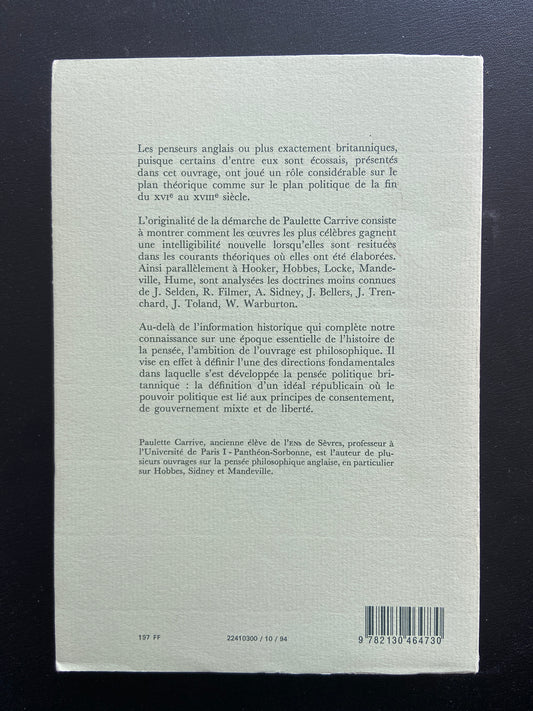 Les penseurs anglais ou plus exactement britanniques,
puisque certains d'entre eux sont écossais, présentés
dans cet ouvrage, ont joué un rôle considérable sur le
plan théorique comme sur le plan politique de la fin
du XVIe au XVIIIe siècle.
L'originalité de la démarche de Paulette Carrive consiste
à montrer comment les œuvres les plus célèbres gagnent
une intelligibilité nouvelle lorsqu'elles sont resituées
dans les courants théoriques où elles ont été élaborées.
Ainsi parallèlement à Hooker, Hobbes, Locke, Mande-
ville, Hume, sont analysées les doctrines moins connues
de J. Selden, R. Filmer, A. Sidney, J. Bellers, J. Tren-
chard, J. Toland, W. Warburton.
Au-delà de l'information historique qui complète notre
connaissance sur une époque essentielle de l'histoire de
la pensée, l'ambition de l'ouvrage est philosophique. Il
vise en effet à définir l'une des directions fondamentales
dans laquelle s'est développée la pensée politique bri-
tannique : la définition d'un idéal républicain où le
pouvoir politique est lié aux principes de consentement,
de gouvernement mixte et de liberté.
Paulette Carrive, ancienne élève de l'ENS de Sèvres, professeur à
l'Université de Paris I - Panthéon-Sorbonne, est l'auteur de plu-
sieurs ouvrages sur la pensée philosophique anglaise, en particulier
sur Hobbes, Sidney et Mandeville.
197 FF
22410300 / 10 / 94
9 782130 464730